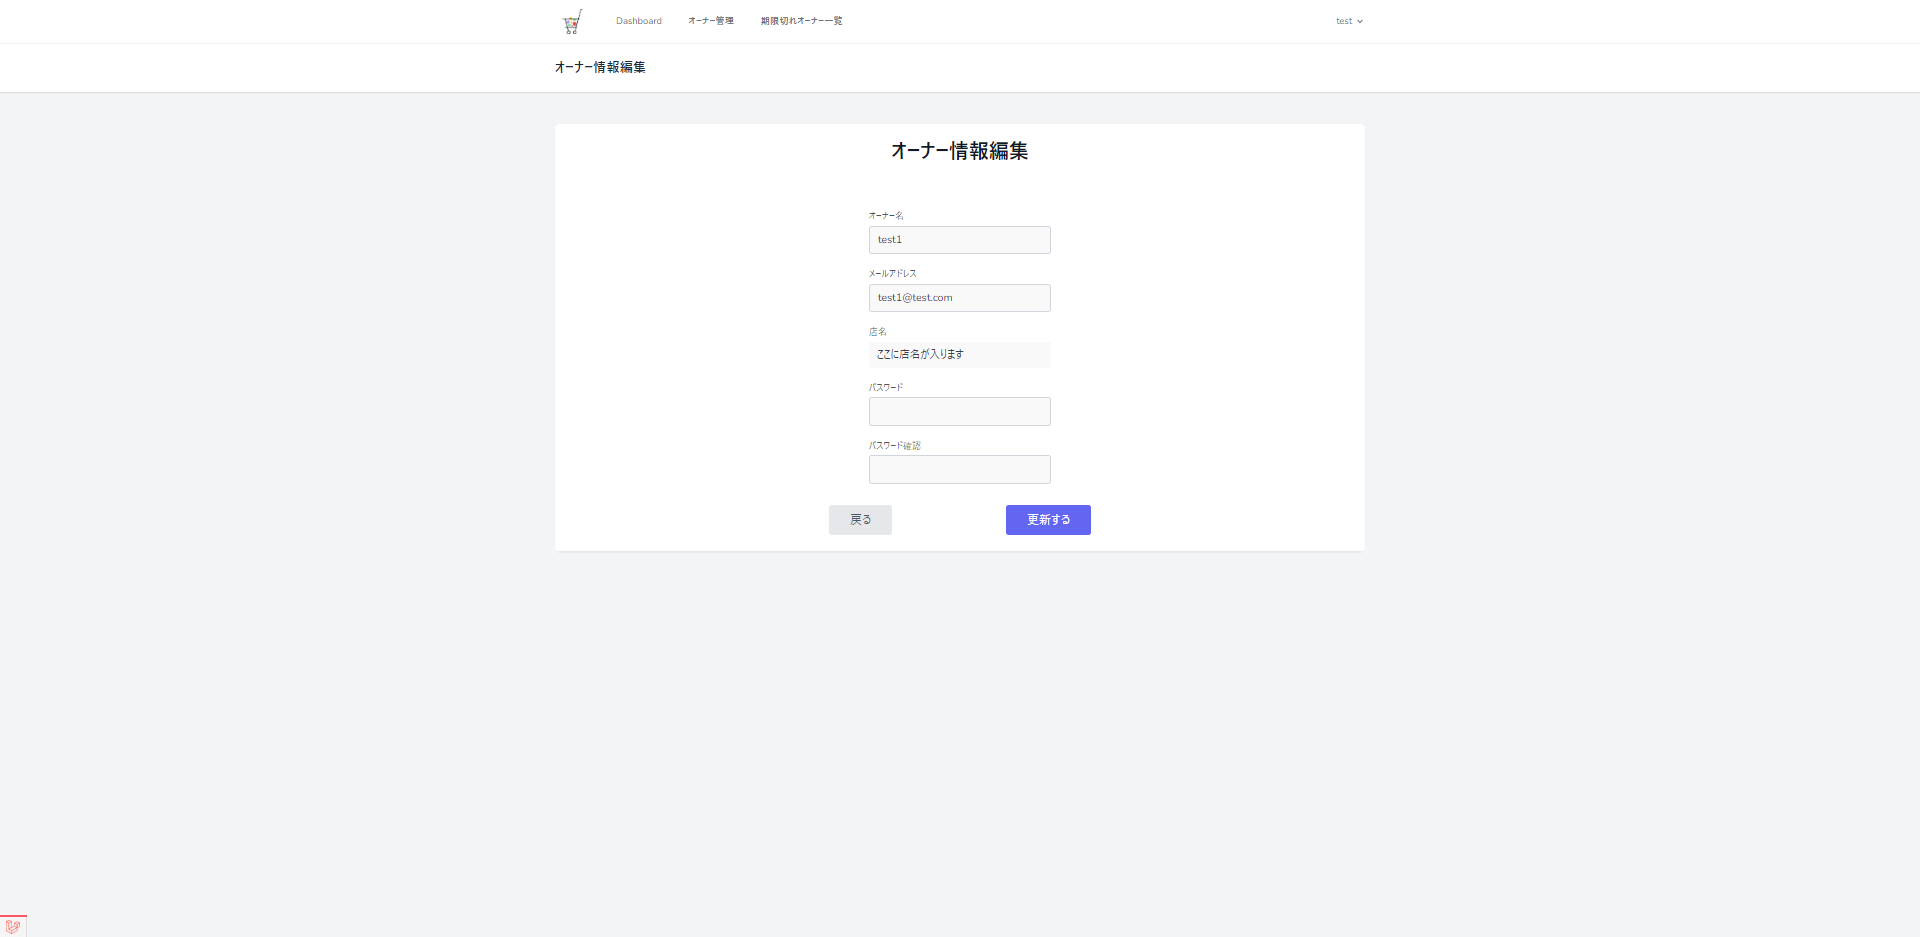 Dashboard オーナー管理 期限切れオーナー一覧 test
オーナー情報編集
オーナー情報編集
オーナー名
test1
メールアドレス
test1@test.com
店名
ここに店名が入ります
パスワード
パスワード確認
戻る 更新する